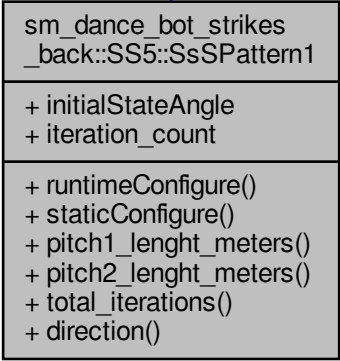 sm_dance_bot_strikes
_back::SS5::SsSPattern1
+ initialStateAngle
+ iteration_count
+ runtimeConfigure()
+ staticConfigure()
+ pitch1_lenght_meters()
+ pitch2_lenght_meters()
+ total_iterations()
+ direction()